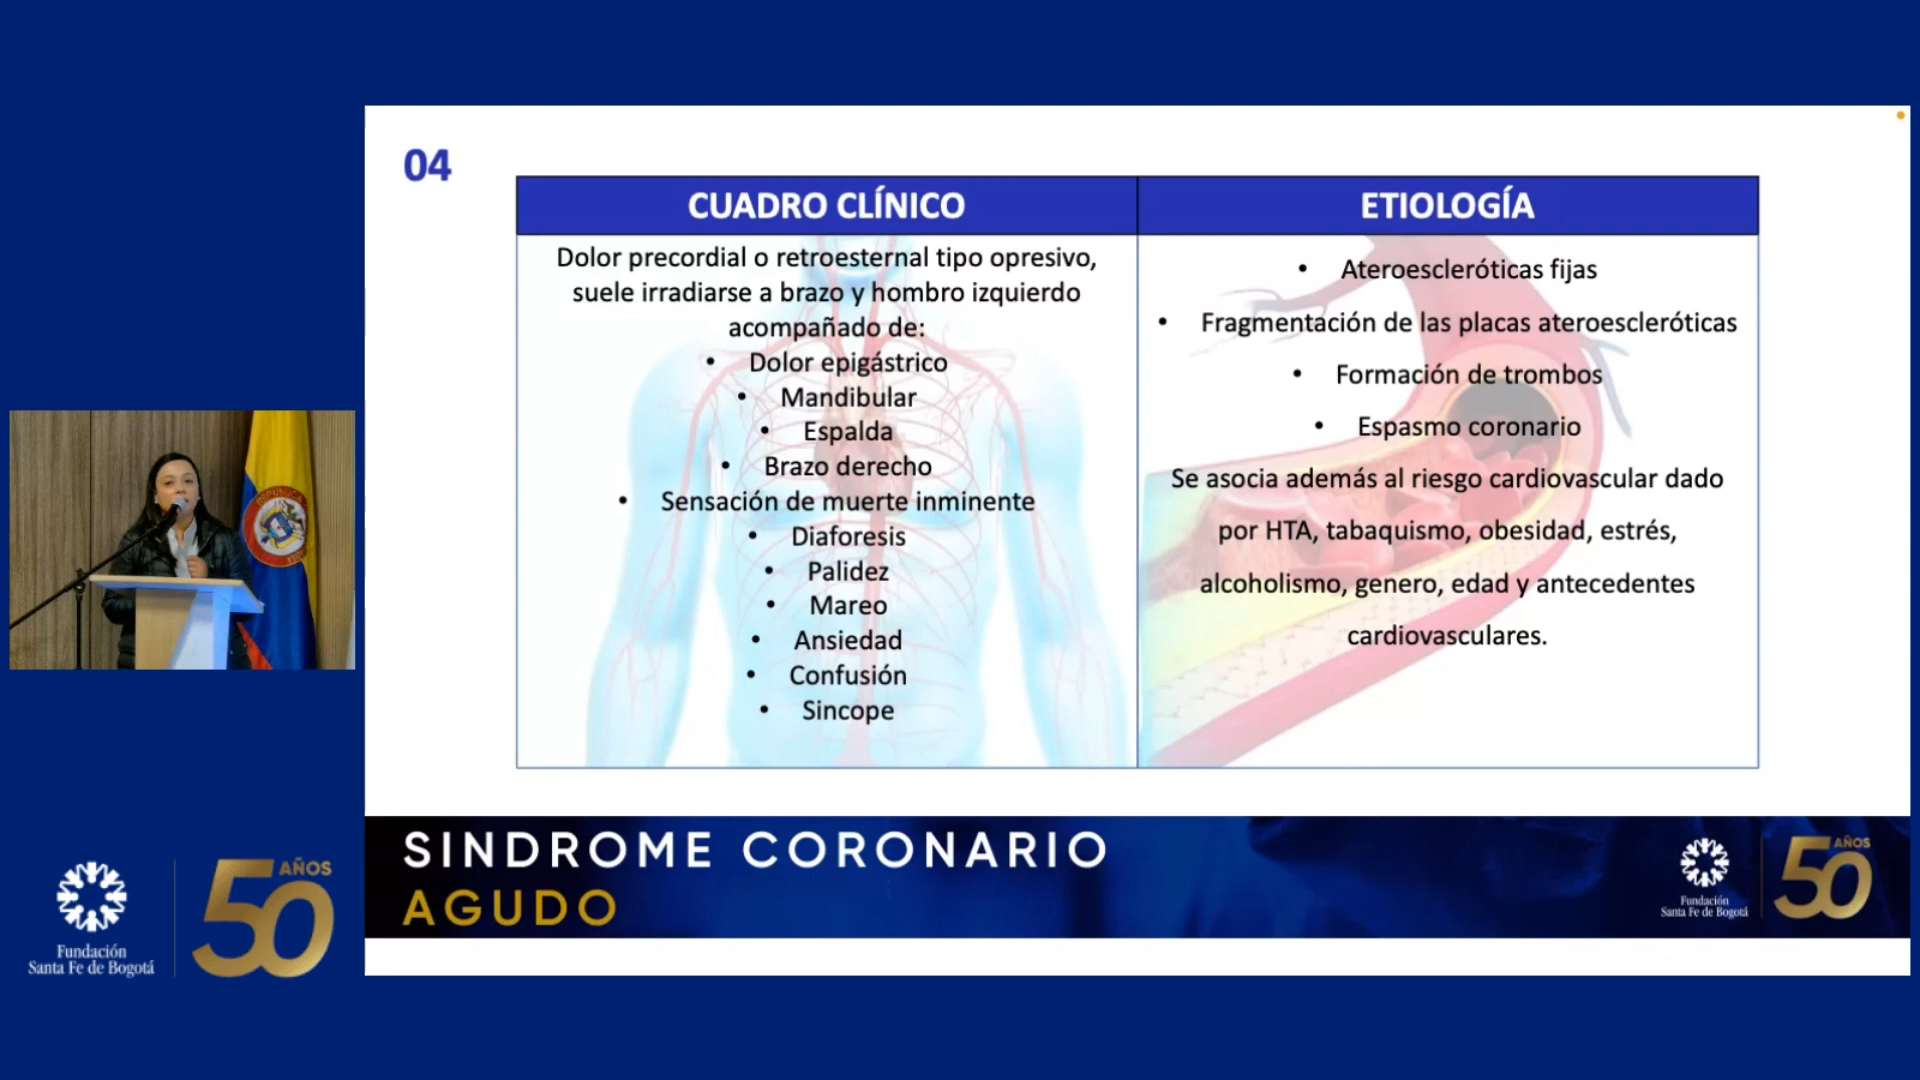 04
CUADRO CLÍNICO
Dolor precordial o retroesternal tipo opresivo,
suele irradiarse a brazo y hombro izquierdo
acompañado de:
• Dolor epigástrico
• Mandibular
• Espalda
• Brazo derecho
• Sensación de muerte inminente
• Diaforesis
• Palidez
• Mareo
• Ansiedad
• Confusión
• Sincope
ETIOLOGÍA
• Ateroescleróticas fijas
• Fragmentación de las placas ateroescleróticas
• Formación de trombos
• Espasmo coronario
Se asocia además al riesgo cardiovascular dado
por HTA, tabaquismo, obesidad, estrés,
alcoholismo, genero, edad y antecedentes
cardiovasculares.
SINDROME CORONARIO
AGUDO
Fundación
Santa Fe de Bogotá
50 AÑOS
Fundación
Santa Fe de Bogotá
50 AÑOS